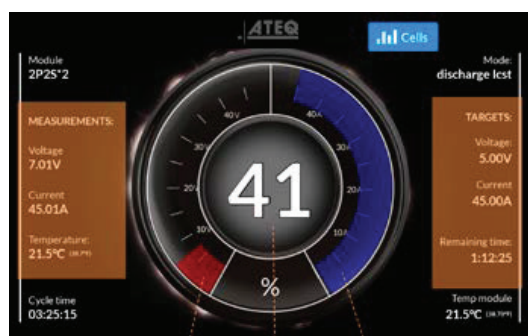 ATEQ
Cells
Module
2P2S*2
Mode:
discharge Icst
MEASUREMENTS:
Voltage
7.01V
Current
45.01A
Temperature:
21.5°C
TARGETS:
Voltage:
5.00V
Current
45.00A
Remaining time:
1:12:25
40V
30V
20V
10V
40A
30A
20A
10A
41
%
Cycle time
03:25:15
Temp module
21.5°C